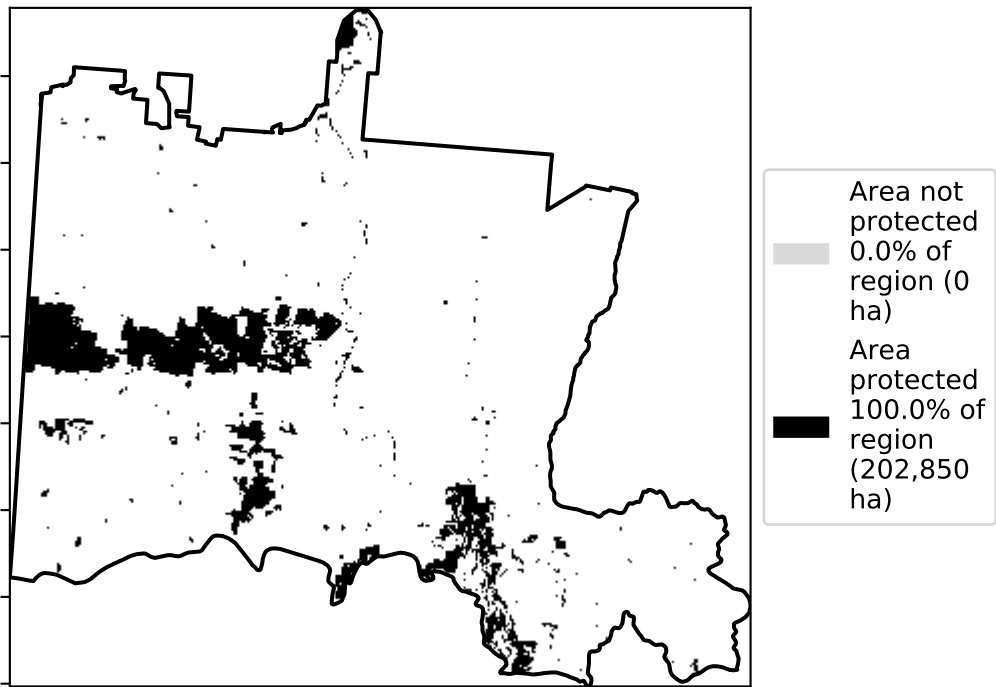 Area not
protected
0.0% of
region (0
ha)
Area
protected
100.0% of
region
(202,850
ha)